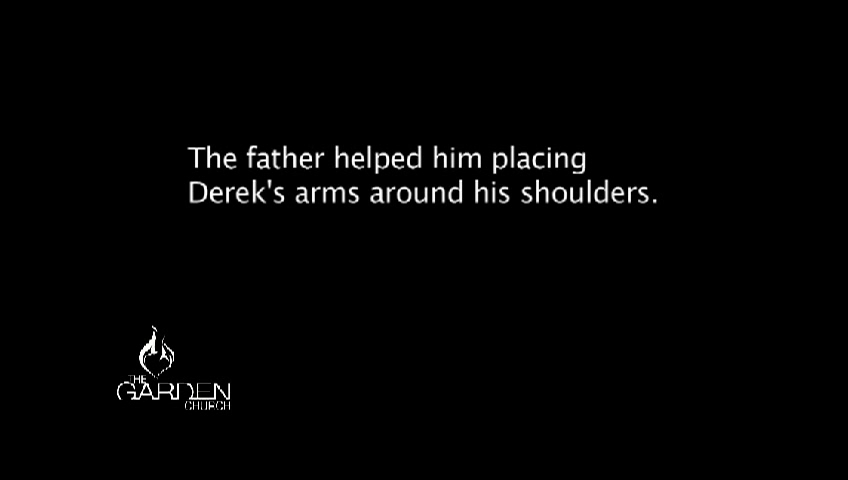 The father helped him placing
Derek's arms around his shoulders.
THE
GARDEN
CHURCH